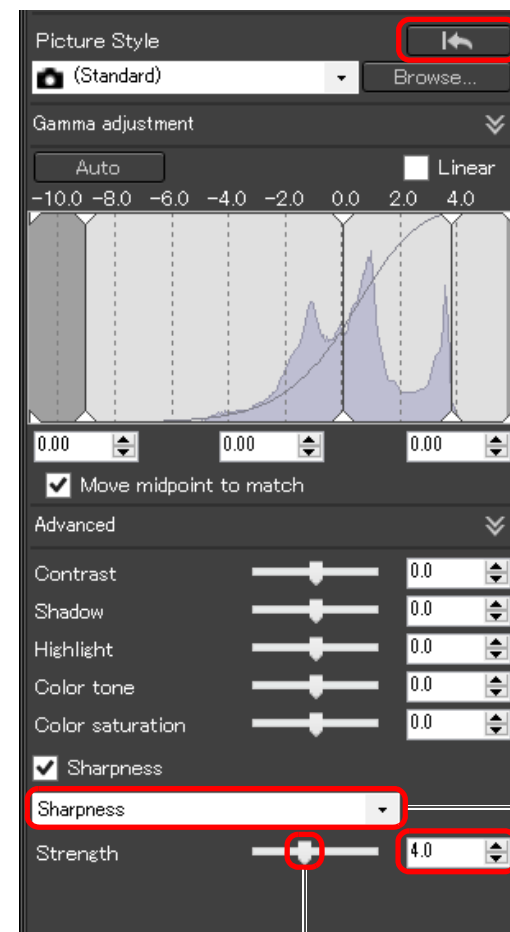 Picture Style
(Standard) Browse...
Gamma adjustment
Auto Linear
-10.0 -8.0 -6.0 -4.0 -2.0 0.0 2.0 4.0
0.00 0.00 0.00
Move midpoint to match
Advanced
Contrast 0.0
Shadow 0.0
Highlight 0.0
Color tone 0.0
Color saturation 0.0
Sharpness
Sharpness
Strength 4.0